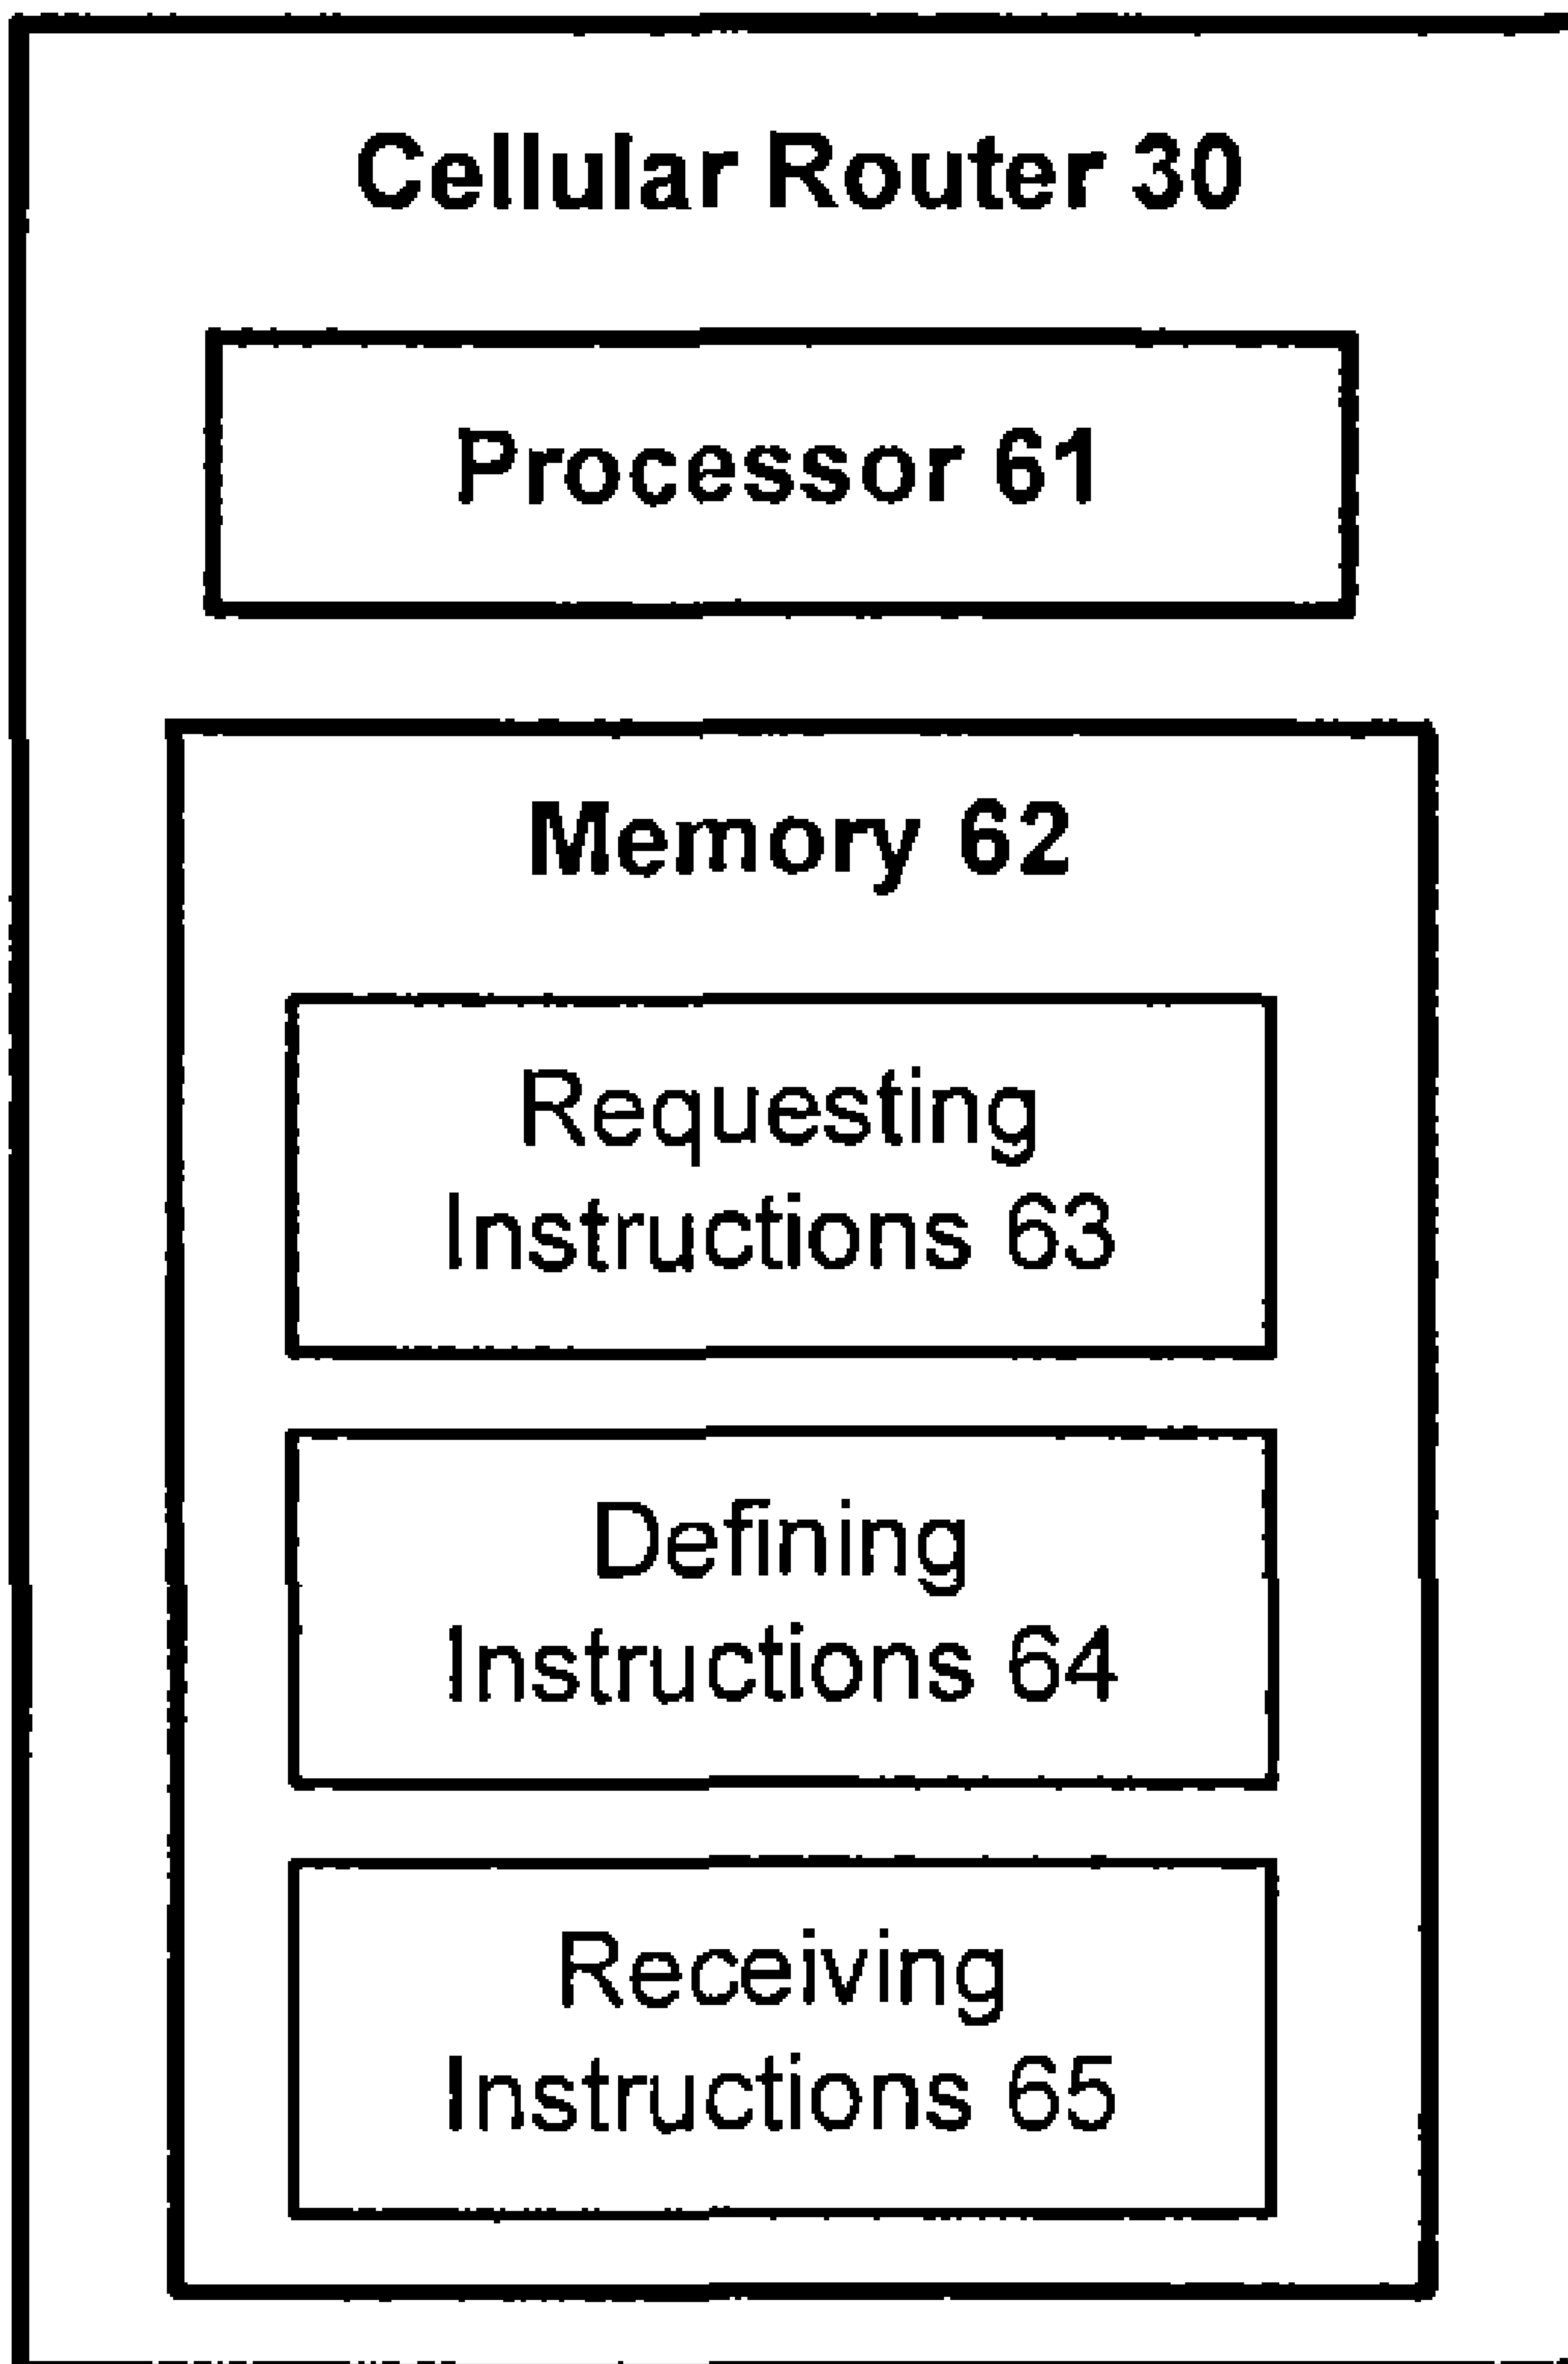 Cellular Router 30
Processor 61
Memory 62
Requesting
Instructions 63
Defining
Instructions 64
Receiving
Instructions 65